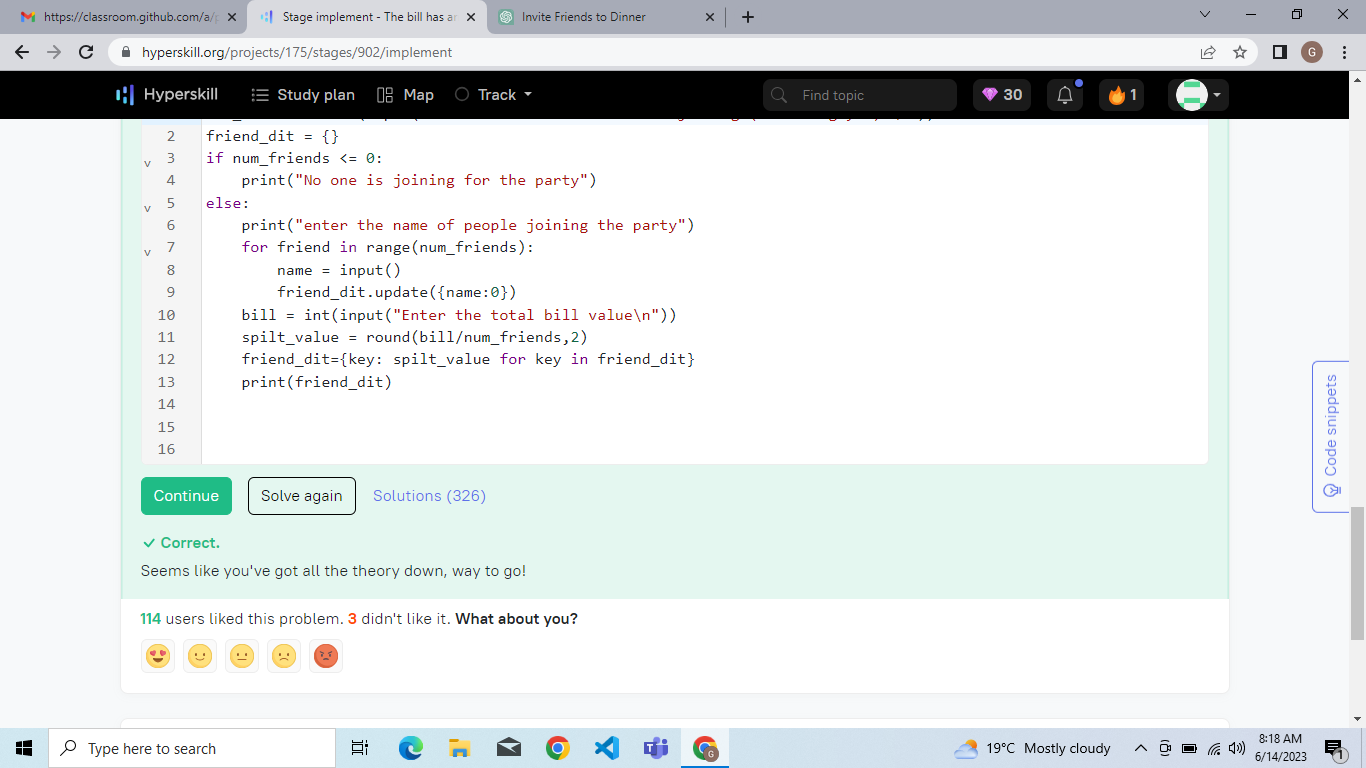 https://classroom.github.com/a/p
Stage implement - The bill has ar
Invite Friends to Dinner
hyperskill.org/projects/175/stages/902/implement
G
Hyperskill
Study plan
Map
Track
Find topic
30
1
2 friend_dit = {}
3 if num_friends <= 0:
4 print("No one is joining for the party")
5 else:
6 print("enter the name of people joining the party")
7 for friend in range(num_friends):
8 name = input()
9 friend_dit.update({name:0})
10 bill = int(input("Enter the total bill value\n"))
11 spilt_value = round(bill/num_friends,2)
12 friend_dit={key: spilt_value for key in friend_dit}
13 print(friend_dit)
14
15
16
Code snippets
Continue
Solve again
Solutions (326)
Correct.
Seems like you've got all the theory down, way to go!
114 users liked this problem. 3 didn't like it. What about you?
Type here to search
G
19°C Mostly cloudy
8:18 AM
6/14/2023
1